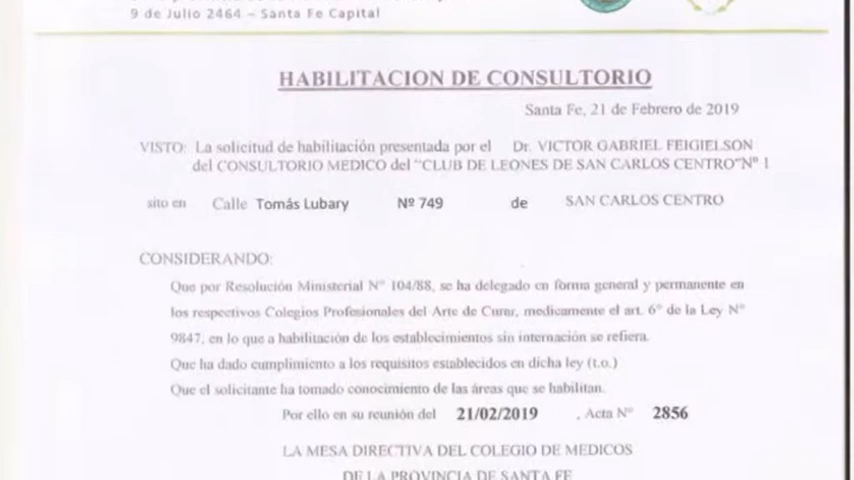 9 de Julio 2464 – Santa Fe Capital
HABILITACION DE CONSULTORIO
Santa Fe, 21 de Febrero de 2019
VISTO: La solicitud de habilitación presentada por el Dr. VICTOR GABRIEL FEIGIELSON
del CONSULTORIO MEDICO del "CLUB DE LEONES DE SAN CARLOS CENTRO"Nº 1
sito en Calle Tomás Lubary Nº 749 de SAN CARLOS CENTRO
CONSIDERANDO:
Que por Resolución Ministerial Nº 104/88, se ha delegado en forma general y permanente en
los respectivos Colegios Profesionales del Arte de Curar, medicamente el art. 6º de la Ley Nº
9847, en lo que a habilitación de los establecimientos sin internación se refiera.
Que ha dado cumplimiento a los requisitos establecidos en dicha ley (t.o.)
Que el solicitante ha tomado conocimiento de las áreas que se habilitan.
Por ello en su reunión del 21/02/2019 , Acta Nº 2856
LA MESA DIRECTIVA DEL COLEGIO DE MEDICOS
DE LA PROVINCIA DE SANTA FE